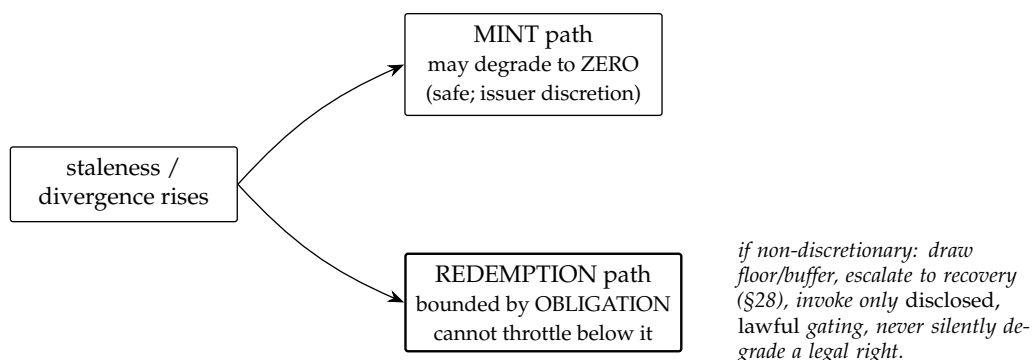 MINT path
may degrade to ZERO
(safe; issuer discretion)
staleness /
divergence rises
REDEMPTION path
bounded by OBLIGATION
cannot throttle below it
if non-discretionary: draw
floor/buffer, escalate to recovery
(§28), invoke only disclosed,
lawful gating, never silently de-
grade a legal right.